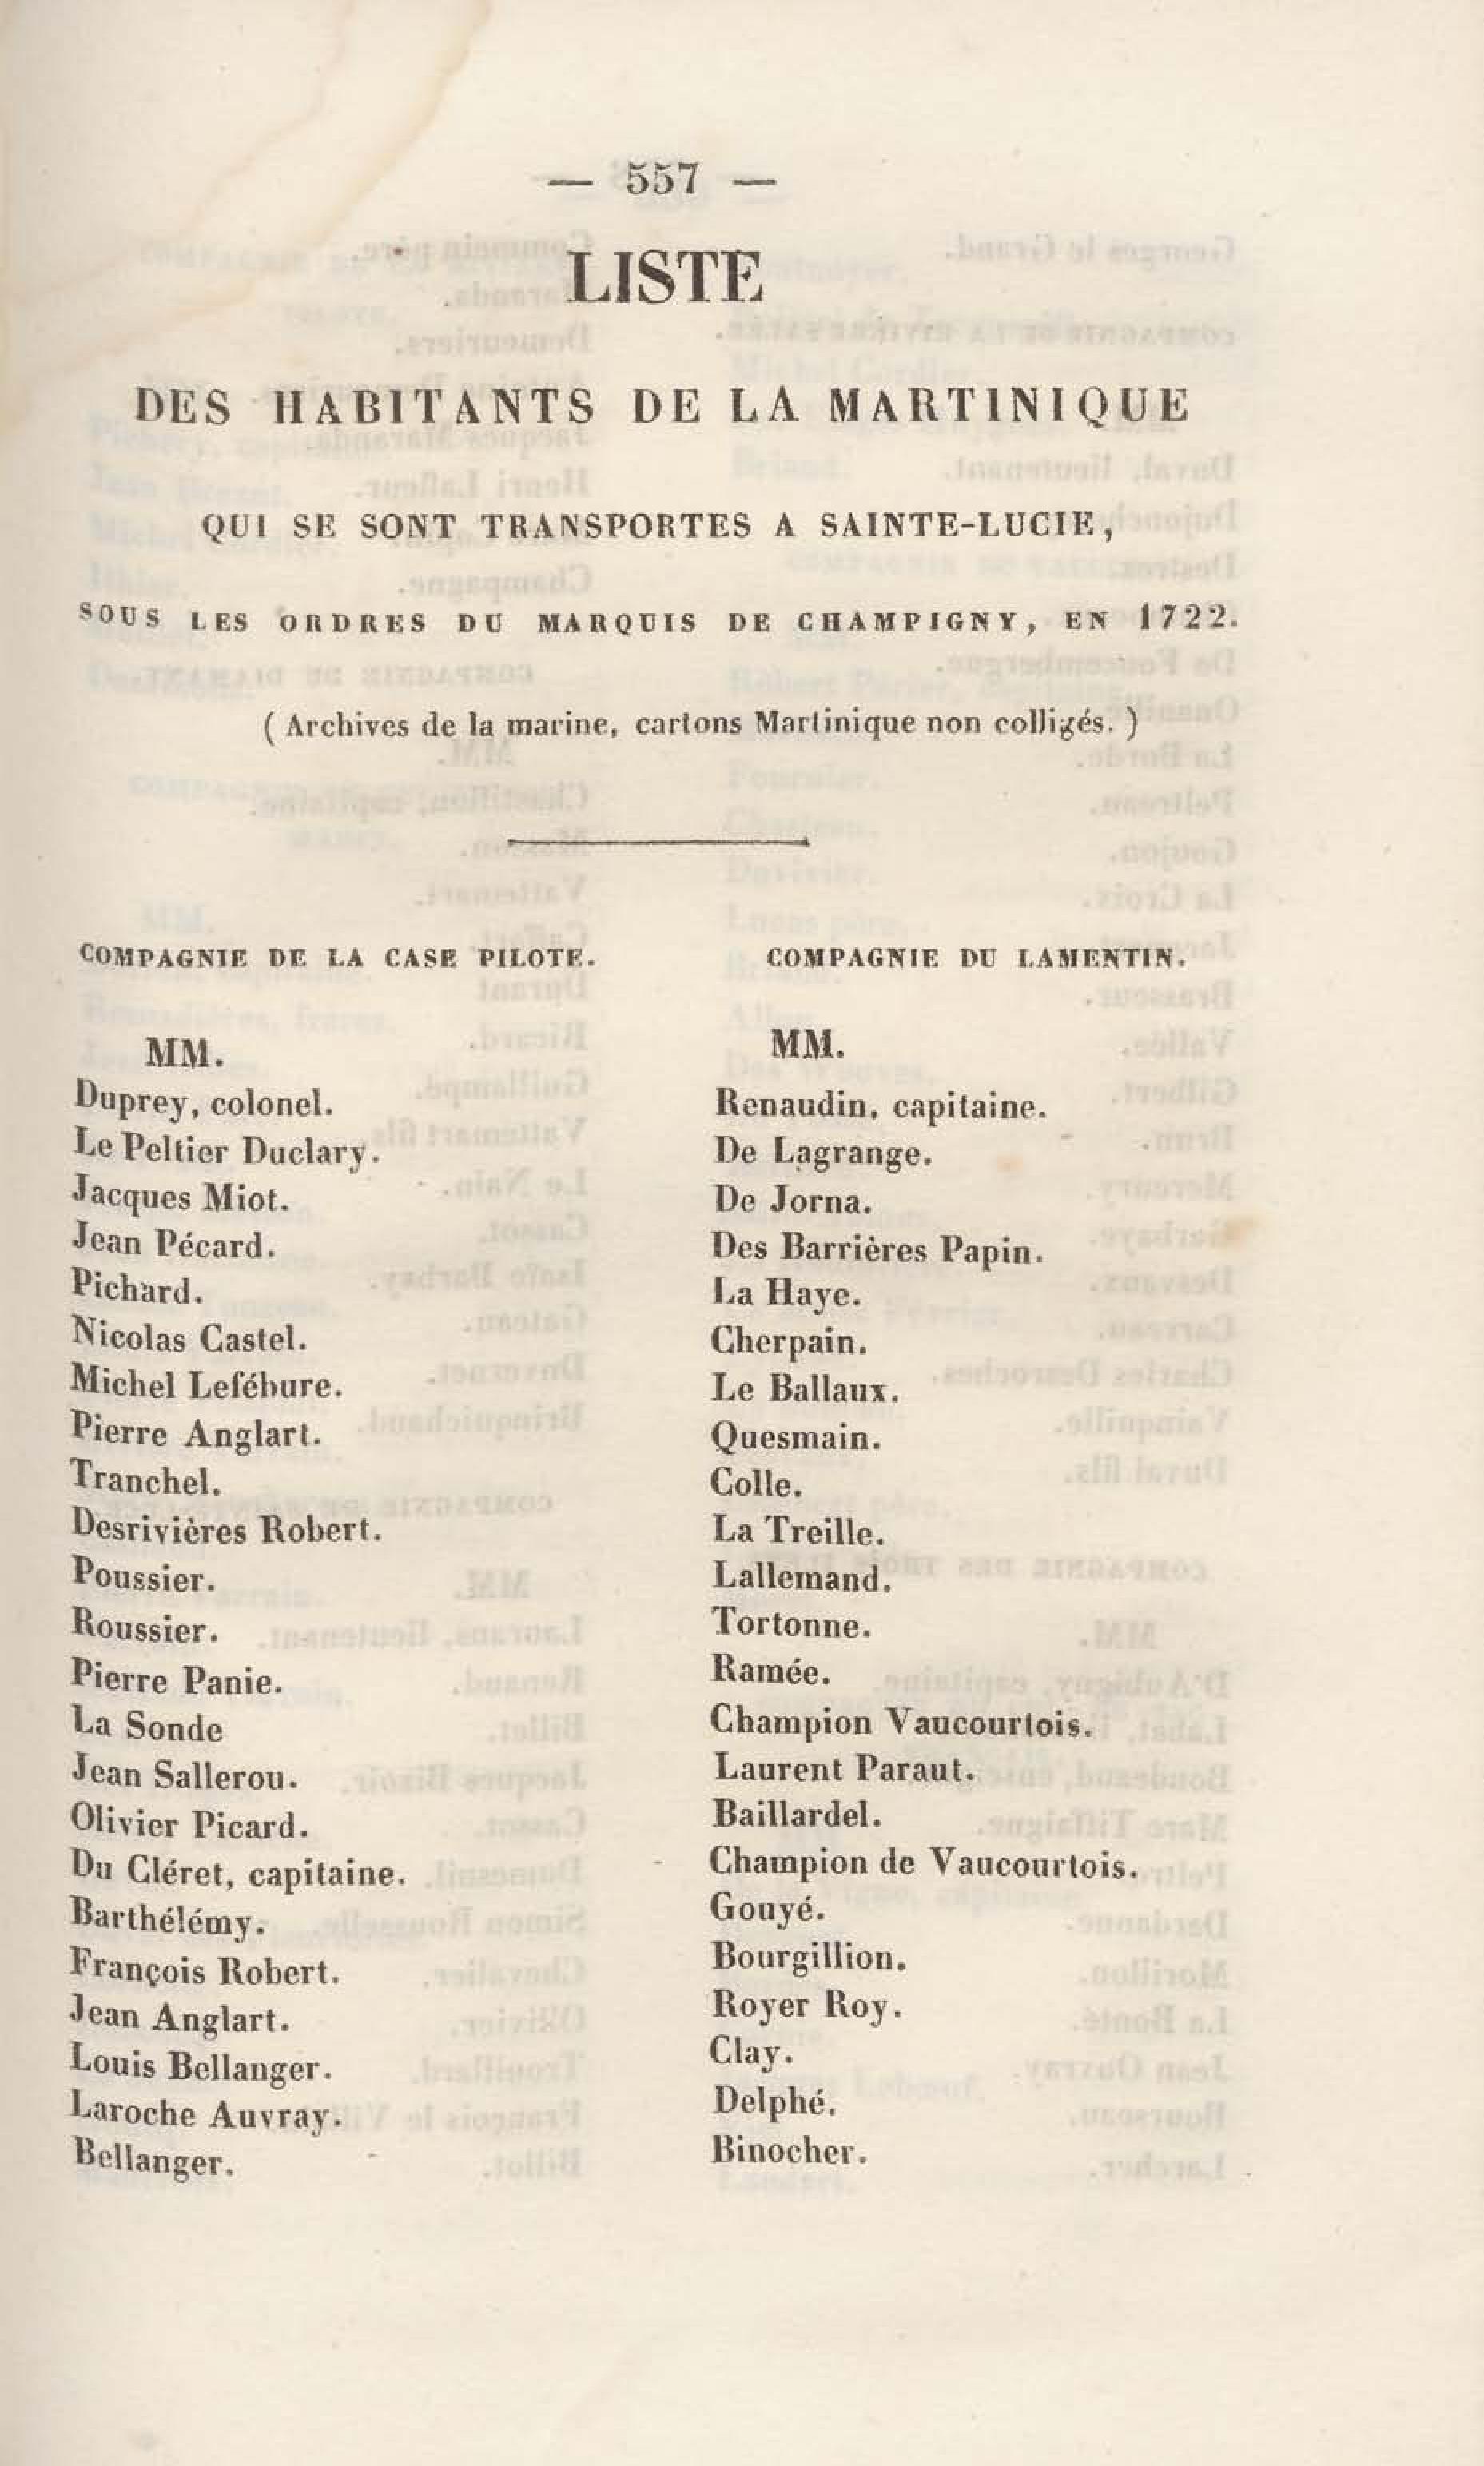 — 557 —
LISTE
DES HABITANTS DE LA MARTINIQUE
QUI SE SONT TRANSPORTES A SAINTE-LUCIE,
SOUS LES ORDRES DU MARQUIS DE CHAMPIGNY, EN 1722.
( Archives de la marine, cartons Martinique non colligés. )
COMPAGNIE DE LA CASE PILOTE.
MM.
Duprey, colonel.
Le Peltier Duclary.
Jacques Miot.
Jean Pécard.
Pichard.
Nicolas Castel.
Michel Lefébure.
Pierre Anglart.
Tranchel.
Desrivières Robert.
Poussier.
Roussier.
Pierre Panie.
La Sonde
Jean Sallerou.
Olivier Picard.
Du Cléret, capitaine.
Barthélémy.
François Robert.
Jean Anglart.
Louis Bellanger.
Laroche Auvray.
Bellanger.
COMPAGNIE DU LAMENTIN.
MM.
Renaudin, capitaine.
De Lagrange.
De Jorna.
Des Barrières Papin.
La Haye.
Cherpain.
Le Ballaux.
Quesmain.
Colle.
La Treille.
Lallemand.
Tortonne.
Ramée.
Champion Vaucourtois.
Laurent Paraut.
Baillardel.
Champion de Vaucourtois.
Gouyé.
Bourgillion.
Royer Roy.
Clay.
Delphé.
Binocher.